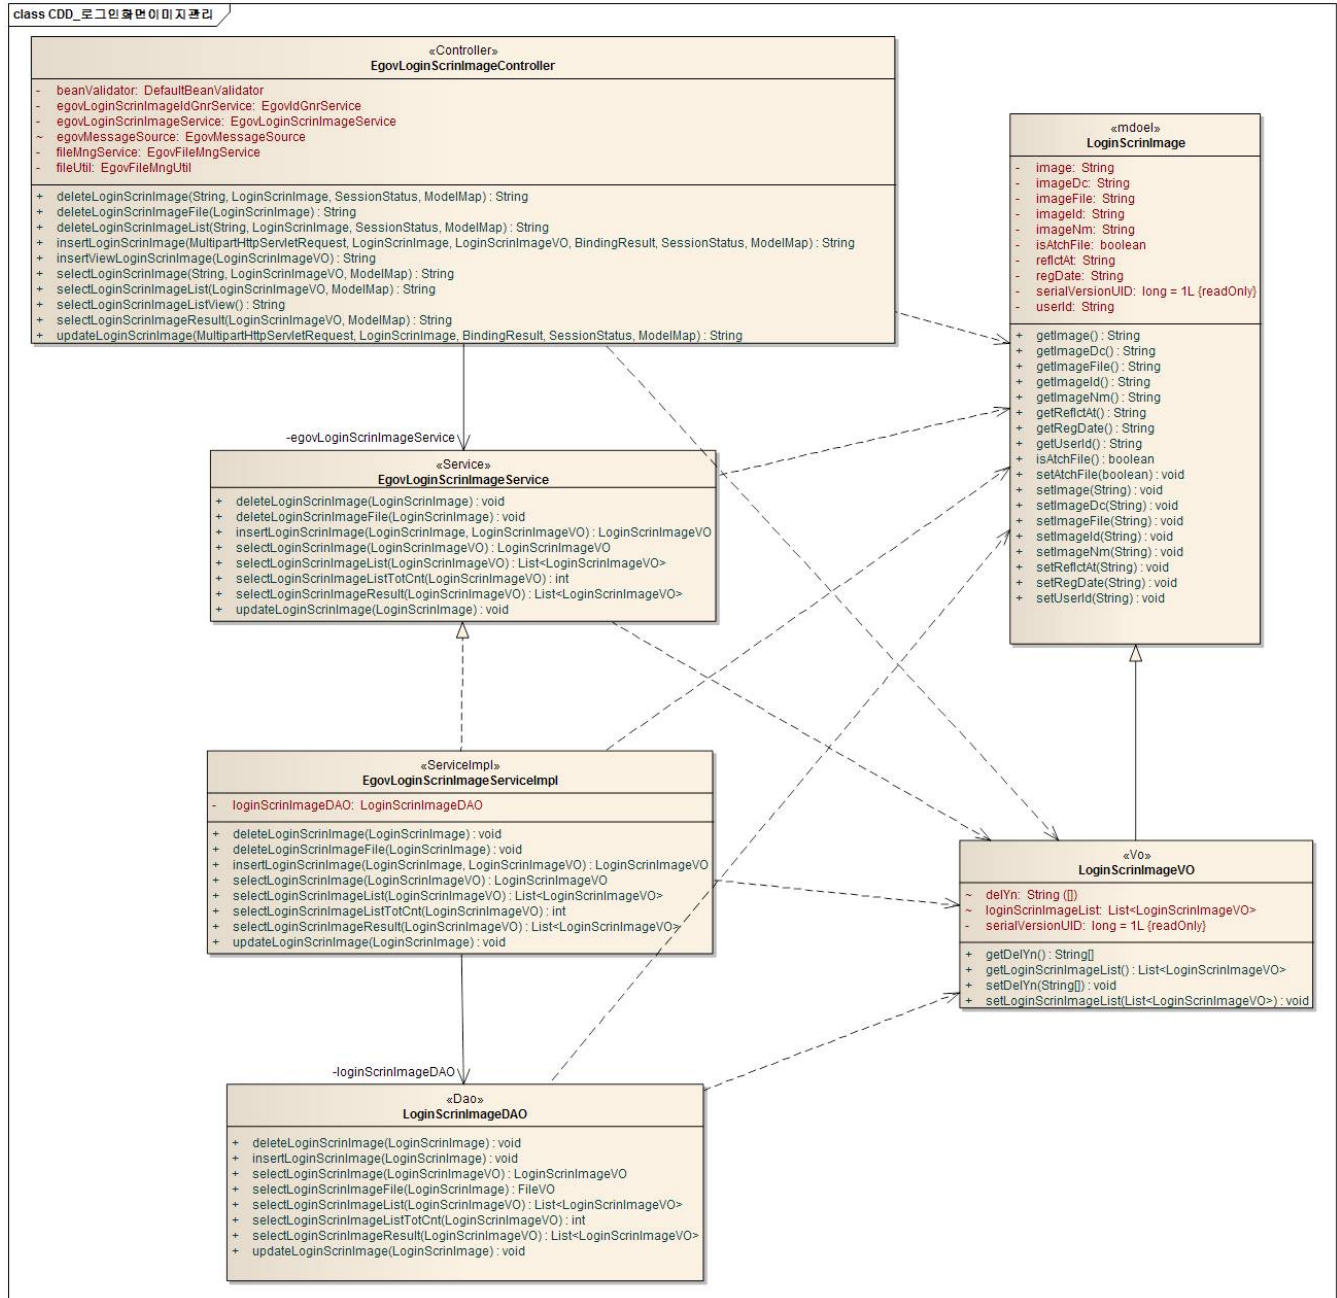 class CDD_로그인화면이미지관리
«Controller»
EgovLoginScrinImageController
- beanValidator: DefaultBeanValidator
- egovLoginScrinImageIdGnrService: EgovIdGnrService
- egovLoginScrinImageService: EgovLoginScrinImageService
~ egovMessageSource: EgovMessageSource
- fileMngService: EgovFileMngService
- fileUtil: EgovFileMngUtil
+ deleteLoginScrinImage(String, LoginScrinImage, SessionStatus, ModelMap) : String
+ deleteLoginScrinImageFile(LoginScrinImage) : String
+ deleteLoginScrinImageList(String, LoginScrinImage, SessionStatus, ModelMap) : String
+ insertLoginScrinImage(MultipartHttpServletRequest, LoginScrinImage, LoginScrinImageVO, BindingResult, SessionStatus, ModelMap) : String
+ insertViewLoginScrinImage(LoginScrinImageVO) : String
+ selectLoginScrinImage(String, LoginScrinImageVO, ModelMap) : String
+ selectLoginScrinImageList(LoginScrinImageVO, ModelMap) : String
+ selectLoginScrinImageListView() : String
+ selectLoginScrinImageResult(LoginScrinImageVO, ModelMap) : String
+ updateLoginScrinImage(MultipartHttpServletRequest, LoginScrinImage, BindingResult, SessionStatus, ModelMap) : String
«mdoel»
LoginScrinImage
- image: String
- imageDc: String
- imageFile: String
- imageId: String
- imageNm: String
- isAtchFile: boolean
- reflctAt: String
- regDate: String
- serialVersionUID: long = 1L {readOnly}
- userId: String
+ getImage() : String
+ getImageDc() : String
+ getImageFile() : String
+ getImageId() : String
+ getImageNm() : String
+ getReflctAt() : String
+ getRegDate() : String
+ getUserId() : String
+ isAtchFile() : boolean
+ setAtchFile(boolean) : void
+ setImage(String) : void
+ setImageDc(String) : void
+ setImageFile(String) : void
+ setImageId(String) : void
+ setImageNm(String) : void
+ setReflctAt(String) : void
+ setRegDate(String) : void
+ setUserId(String) : void
-egovLoginScrinImageService
«Service»
EgovLoginScrinImageService
+ deleteLoginScrinImage(LoginScrinImage) : void
+ deleteLoginScrinImageFile(LoginScrinImage) : void
+ insertLoginScrinImage(LoginScrinImage, LoginScrinImageVO) : LoginScrinImageVO
+ selectLoginScrinImage(LoginScrinImageVO) : LoginScrinImageVO
+ selectLoginScrinImageList(LoginScrinImageVO) : List<LoginScrinImageVO>
+ selectLoginScrinImageListTotCnt(LoginScrinImageVO) : int
+ selectLoginScrinImageResult(LoginScrinImageVO) : List<LoginScrinImageVO>
+ updateLoginScrinImage(LoginScrinImage) : void
«ServiceImpl»
EgovLoginScrinImageServiceImpl
- loginScrinImageDAO: LoginScrinImageDAO
+ deleteLoginScrinImage(LoginScrinImage) : void
+ deleteLoginScrinImageFile(LoginScrinImage) : void
+ insertLoginScrinImage(LoginScrinImage, LoginScrinImageVO) : LoginScrinImageVO
+ selectLoginScrinImage(LoginScrinImageVO) : LoginScrinImageVO
+ selectLoginScrinImageList(LoginScrinImageVO) : List<LoginScrinImageVO>
+ selectLoginScrinImageListTotCnt(LoginScrinImageVO) : int
+ selectLoginScrinImageResult(LoginScrinImageVO) : List<LoginScrinImageVO>
+ updateLoginScrinImage(LoginScrinImage) : void
«Vo»
LoginScrinImageVO
~ delYn: String ([])
~ loginScrinImageList: List<LoginScrinImageVO>
- serialVersionUID: long = 1L {readOnly}
+ getDelYn() : String[]
+ getLoginScrinImageList() : List<LoginScrinImageVO>
+ setDelYn(String[]) : void
+ setLoginScrinImageList(List<LoginScrinImageVO>) : void
-loginScrinImageDAO
«Dao»
LoginScrinImageDAO
+ deleteLoginScrinImage(LoginScrinImage) : void
+ insertLoginScrinImage(LoginScrinImage) : void
+ selectLoginScrinImage(LoginScrinImageVO) : LoginScrinImageVO
+ selectLoginScrinImageFile(LoginScrinImage) : FileVO
+ selectLoginScrinImageList(LoginScrinImageVO) : List<LoginScrinImageVO>
+ selectLoginScrinImageListTotCnt(LoginScrinImageVO) : int
+ selectLoginScrinImageResult(LoginScrinImageVO) : List<LoginScrinImageVO>
+ updateLoginScrinImage(LoginScrinImage) : void